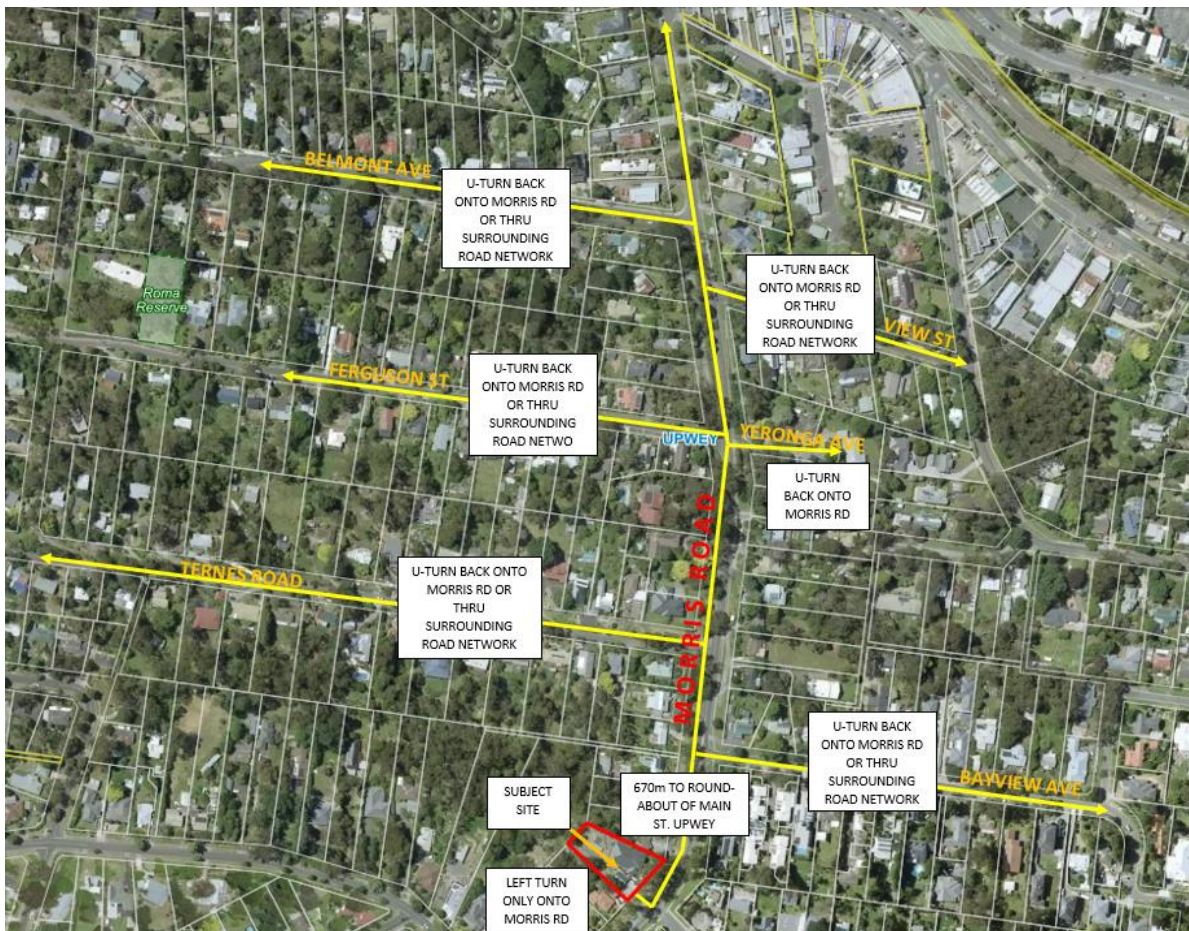 BELMONT AVE
U-TURN BACK
ONTO MORRIS RD
OR THRU
SURROUNDING
ROAD NETWORK
U-TURN BACK
ONTO MORRIS RD
OR THRU
SURROUNDING
ROAD NETWORK
VIEW ST
Roma
Reserve
FERGUSON ST
U-TURN BACK
ONTO MORRIS RD
OR THRU
SURROUNDING
ROAD NETWO
UPWEY
YERONGA AVE
U-TURN
BACK ONTO
MORRIS RD
MORRIS ROAD
TERNES ROAD
U-TURN BACK ONTO
MORRIS RD OR
THRU
SURROUNDING
ROAD NETWORK
U-TURN BACK
ONTO MORRIS RD
OR THRU
SURROUNDING
ROAD NETWORK
BAYVIEW AVE
SUBJECT
SITE
670m TO ROUND-
ABOUT OF MAIN
ST. UPWEY
LEFT TURN
ONLY ONTO
MORRIS RD